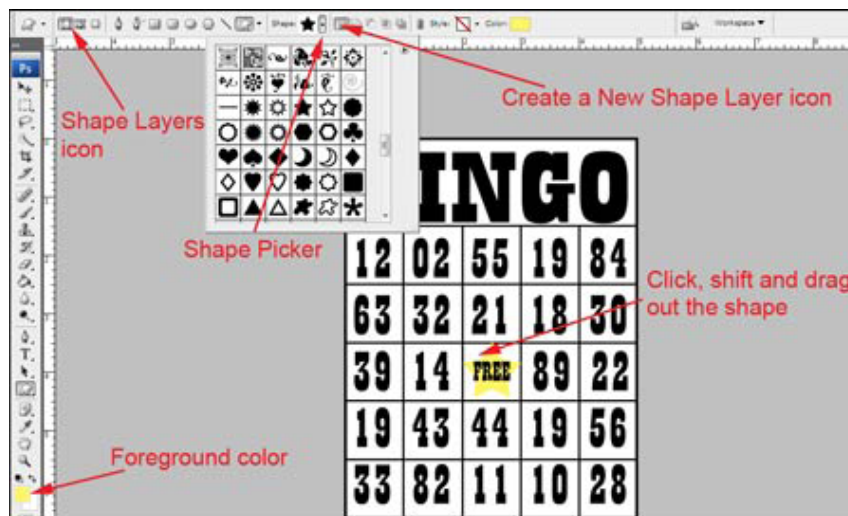 Shape:
Style:
Color:
Workspace
Ps
Create a New Shape Layer icon
Shape Layers
icon
Shape Picker
INGO
12 02 55 19 84
Click, shift and drag
out the shape
63 32 21 18 30
39 14 FREE 89 22
19 43 44 19 56
Foreground color
33 82 11 10 28